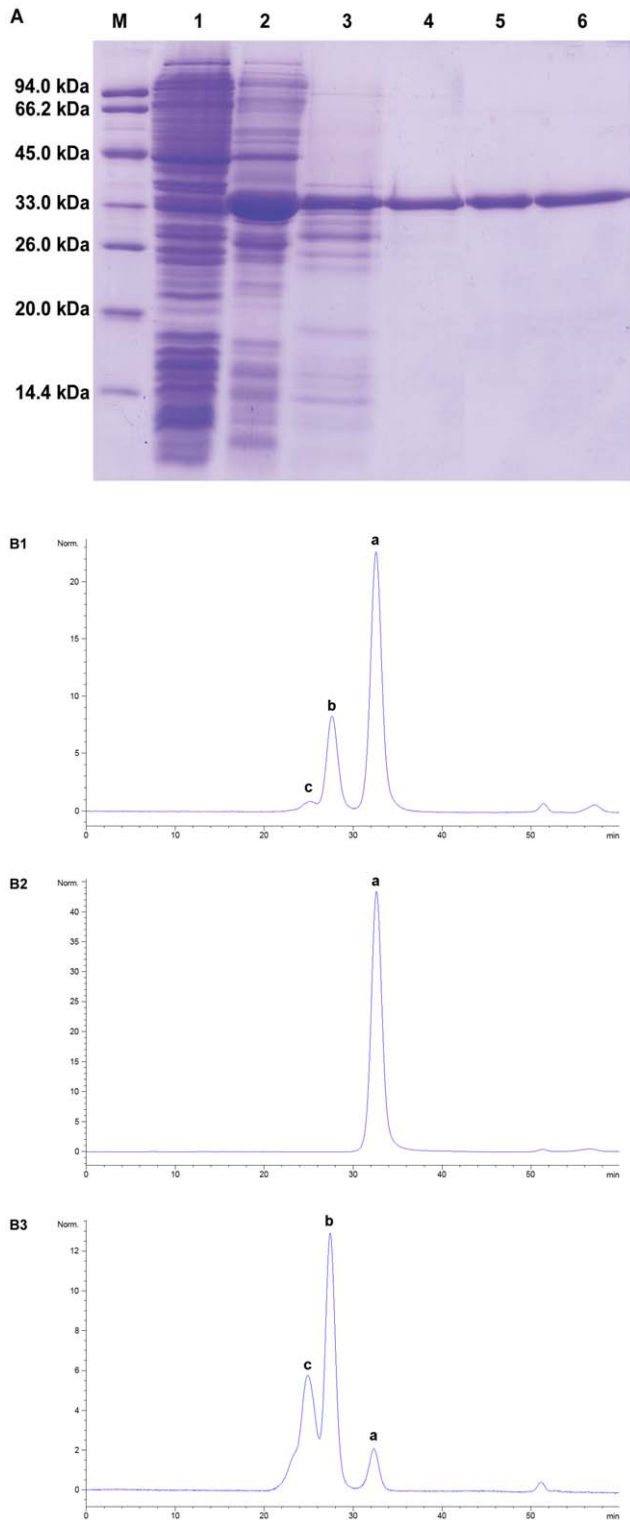 A
M 1 2 3 4 5 6
94.0 kDa
66.2 kDa
45.0 kDa
33.0 kDa
26.0 kDa
20.0 kDa
14.4 kDa
B1
Norm.
a
20
15
10
b
5
c
0
0 10 20 30 40 50 min
B2
Norm.
a
40
35
30
25
20
15
10
5
0
0 10 20 30 40 50 min
B3
Norm.
b
12
10
8
c
6
4
a
2
0
0 10 20 30 40 50 min